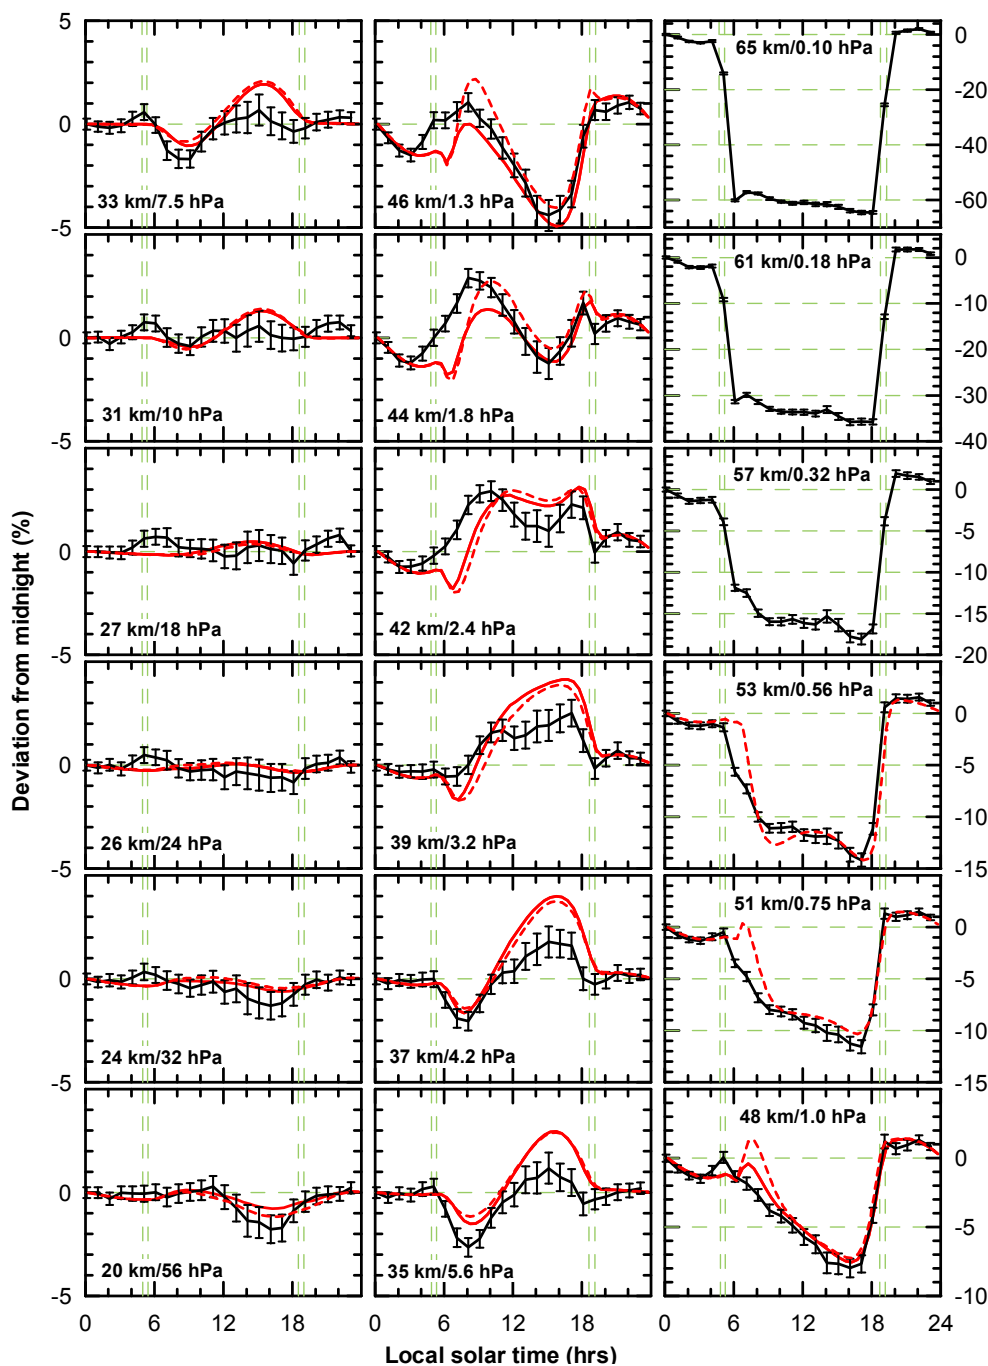 5
0
-5
33 km/7.5 hPa
46 km/1.3 hPa
65 km/0.10 hPa
0
-20
-40
-60
0
-5
31 km/10 hPa
44 km/1.8 hPa
61 km/0.18 hPa
0
-10
-20
-30
-40
0
-5
27 km/18 hPa
42 km/2.4 hPa
57 km/0.32 hPa
0
-5
-10
-15
-20
Deviation from midnight (%)
0
-5
26 km/24 hPa
39 km/3.2 hPa
53 km/0.56 hPa
0
-5
-10
-15
0
-5
24 km/32 hPa
37 km/4.2 hPa
51 km/0.75 hPa
0
-5
-10
-15
0
-5
20 km/56 hPa
35 km/5.6 hPa
48 km/1.0 hPa
0
-5
-10
0 6 12 18 0 6 12 18 0 6 12 18 24
Local solar time (hrs)